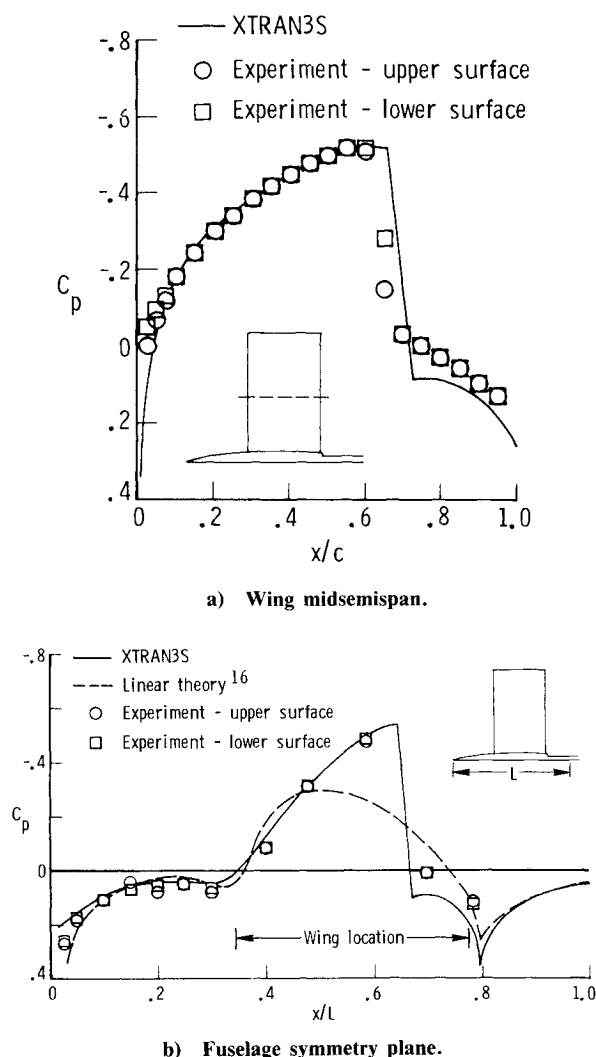 XTRAN3S
Experiment - upper surface
Experiment - lower surface
-.8
-.6
-.4
-.2
0
.2
.4
C p
0 .2 .4 .6 .8 1.0
x/c
a) Wing midsemispan.
XTRAN3S
Linear theory 16
Experiment - upper surface
Experiment - lower surface
L
-.8
-.4
C p
0
.4
Wing location
0 .2 .4 .6 .8 1.0
x/L
b) Fuselage symmetry plane.